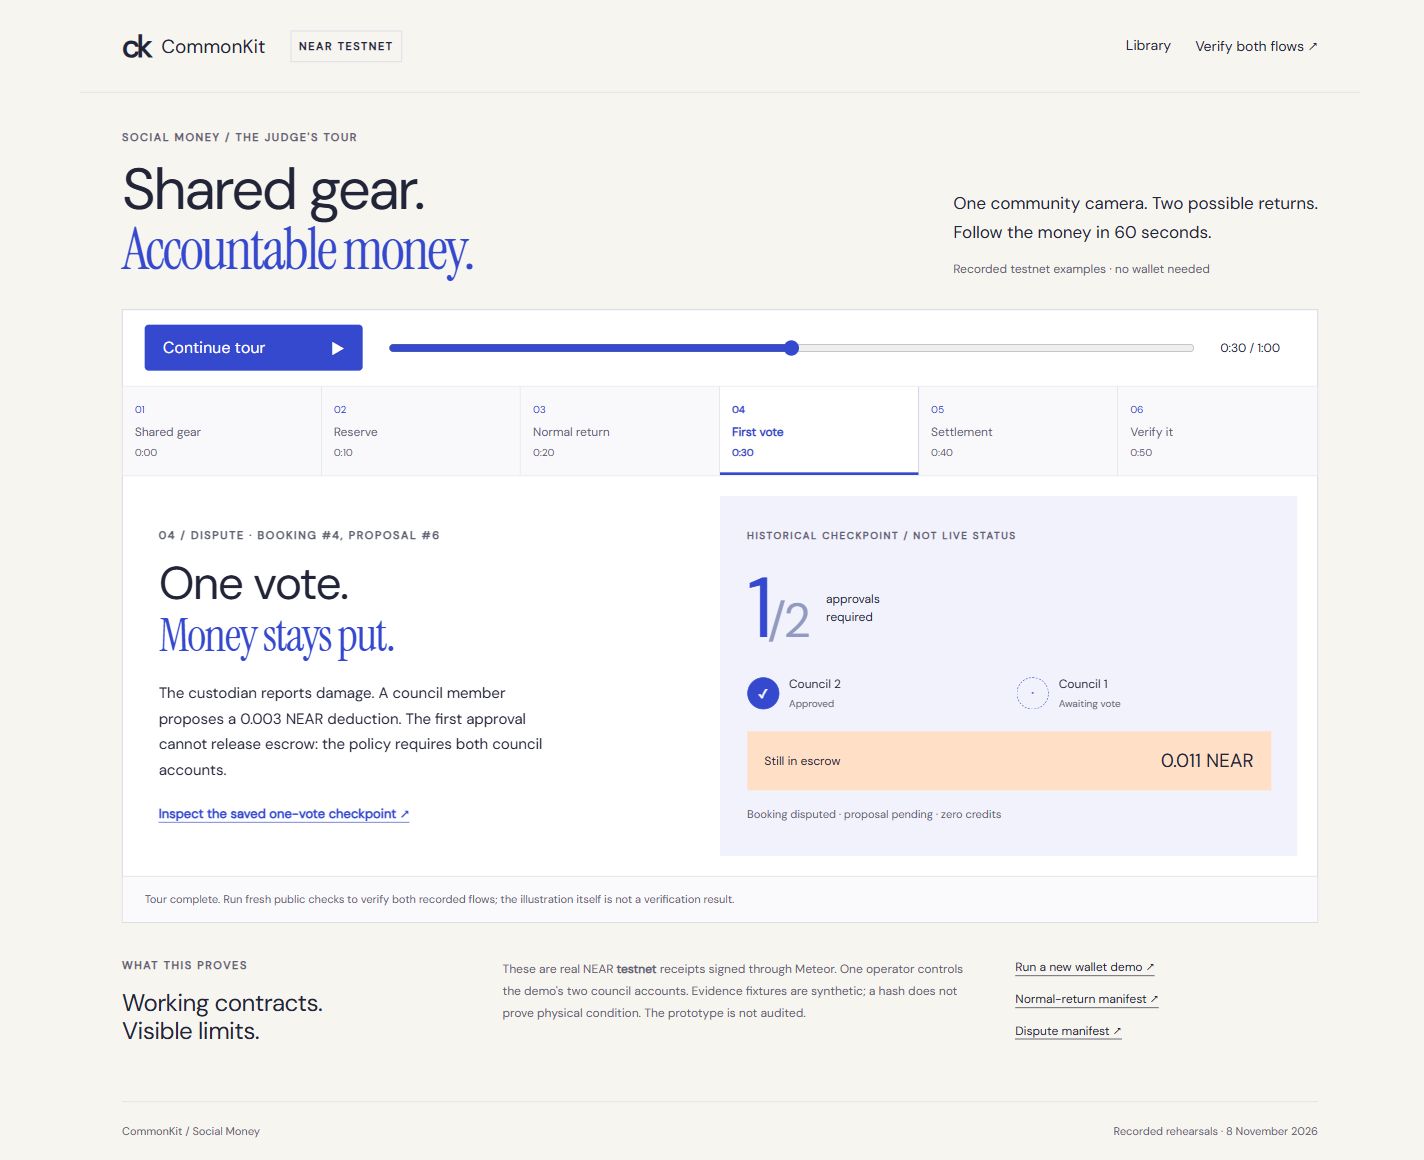 ck CommonKit
NEAR TESTNET
Library
Verify both flows ↗
SOCIAL MONEY / THE JUDGE'S TOUR
Shared gear.
Accountable money.
One community camera. Two possible returns.
Follow the money in 60 seconds.
Recorded testnet examples · no wallet needed
Continue tour ▶
0:30 / 1:00
01
Shared gear
0:00
02
Reserve
0:10
03
Normal return
0:20
04
First vote
0:30
05
Settlement
0:40
06
Verify it
0:50
04 / DISPUTE · BOOKING #4, PROPOSAL #6
One vote.
Money stays put.
The custodian reports damage. A council member
proposes a 0.003 NEAR deduction. The first approval
cannot release escrow: the policy requires both council
accounts.
Inspect the saved one-vote checkpoint ↗
HISTORICAL CHECKPOINT / NOT LIVE STATUS
1/2
approvals
required
✓
Council 2
Approved
·
Council 1
Awaiting vote
Still in escrow
0.011 NEAR
Booking disputed · proposal pending · zero credits
Tour complete. Run fresh public checks to verify both recorded flows; the illustration itself is not a verification result.
WHAT THIS PROVES
Working contracts.
Visible limits.
These are real NEAR testnet receipts signed through Meteor. One operator controls
the demo's two council accounts. Evidence fixtures are synthetic; a hash does not
prove physical condition. The prototype is not audited.
Run a new wallet demo ↗
Normal-return manifest ↗
Dispute manifest ↗
CommonKit / Social Money
Recorded rehearsals · 8 November 2026